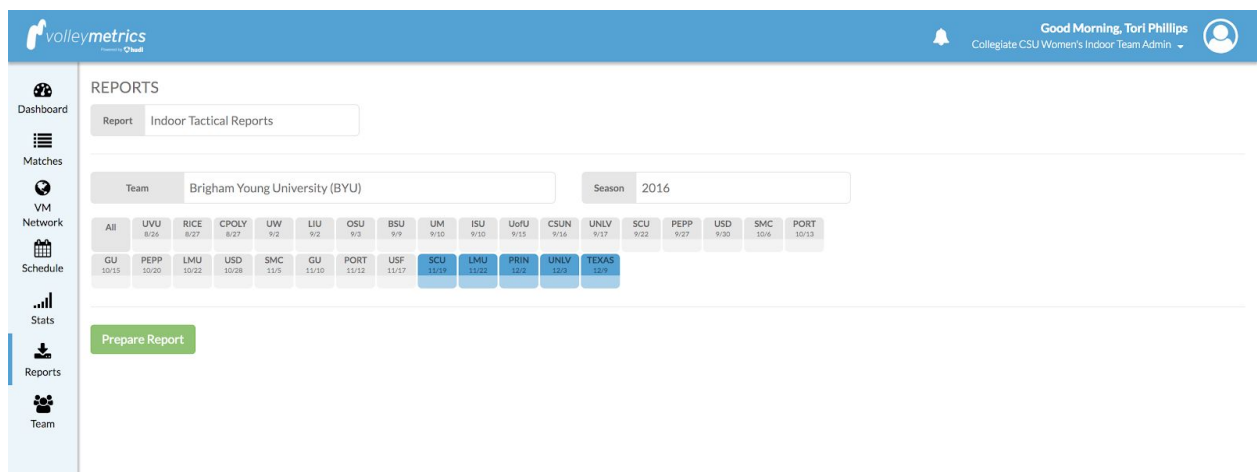 volleymetrics
Powered by hudl
Good Morning, Tori Phillips
Collegiate CSU Women's Indoor Team Admin
Dashboard
Matches
VM
Network
Schedule
Stats
Reports
Team
REPORTS
Report Indoor Tactical Reports
Team Brigham Young University (BYU) Season 2016
All UVU RICE CPOLY UW LIU OSU BSU UM ISU UofU CSUN UNLV SCU PEPP USD SMC PORT
8/26 8/27 8/27 9/2 9/2 9/3 9/9 9/10 9/10 9/15 9/16 9/17 9/22 9/27 9/30 10/6 10/13
GU PEPP LMU USD SMC GU PORT USF SCU LMU PRIN UNLV TEXAS
10/15 10/20 10/22 10/28 11/5 11/10 11/12 11/17 11/19 11/22 12/2 12/3 12/9
Prepare Report